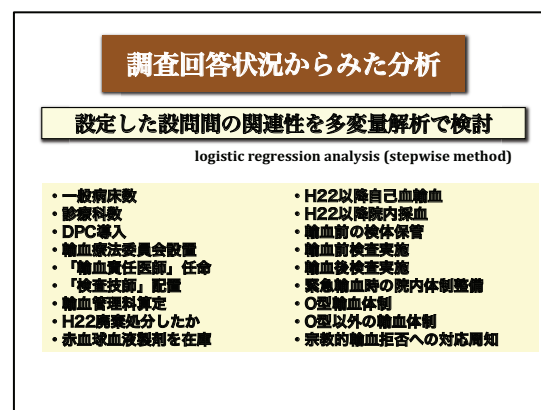 調査回答状況からみた分析
設定した設問間の関連性を多変量解析で検討
logistic regression analysis (stepwise method)
・一般病床数
・診療科数
・DPC導入
・輸血療法委員会設置
・「輸血責任医師」任命
・「検査技師」配置
・輸血管理料算定
・H22廃棄処分したか
・赤血球血液製剤を在庫
・H22以降自己血輸血
・H22以降院内採血
・輸血前の検体保管
・輸血前検査実施
・輸血後検査実施
・緊急輸血時の院内体制整備
・O型輸血体制
・O型以外の輸血体制
・宗教的輸血拒否への対応周知